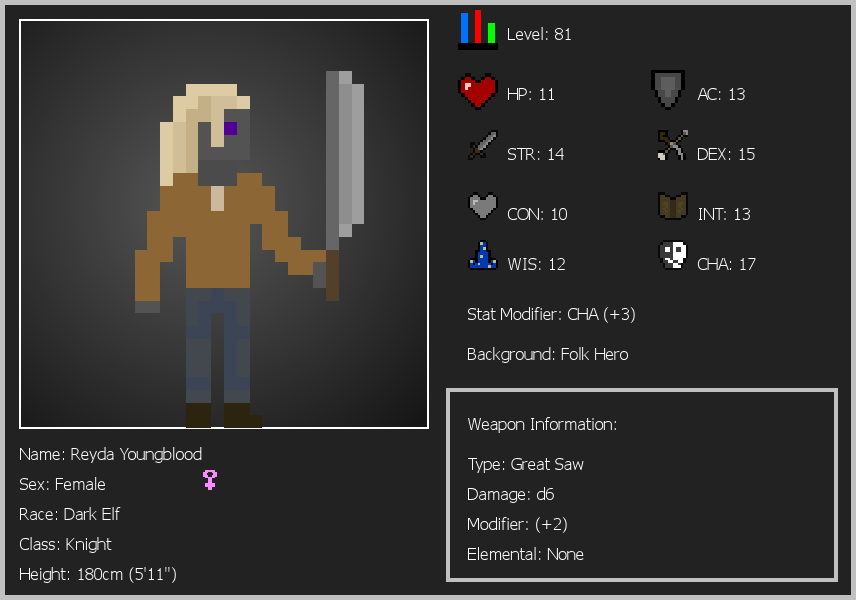 Level: 81
HP: 11
AC: 13
STR: 14
DEX: 15
CON: 10
INT: 13
WIS: 12
CHA: 17
Stat Modifier: CHA (+3)
Background: Folk Hero
Weapon Information:
Type: Great Saw
Damage: d6
Modifier: (+2)
Elemental: None
Name: Reyda Youngblood
Sex: Female
Race: Dark Elf
Class: Knight
Height: 180cm (5'11")